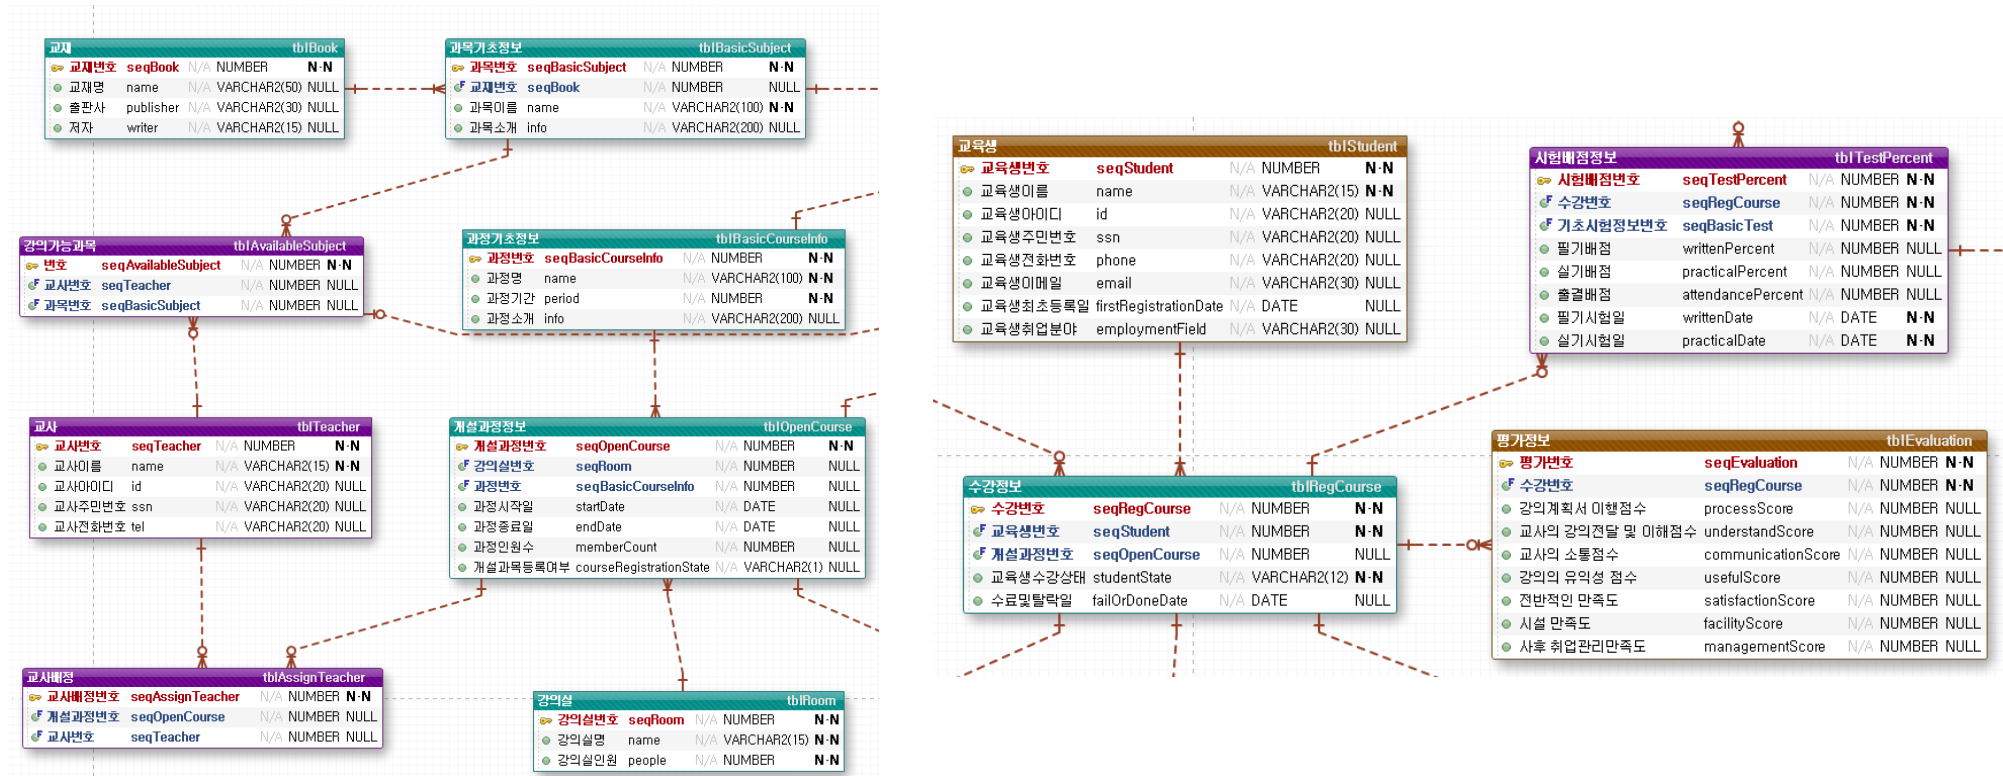 교재 tblBook
교재번호 seqBook N/A NUMBER N-N
교재명 name N/A VARCHAR2(50) NULL
출판사 publisher N/A VARCHAR2(30) NULL
저자 writer N/A VARCHAR2(15) NULL
과목기초정보 tblBasicSubject
과목번호 seqBasicSubject N/A NUMBER N-N
교재번호 seqBook N/A NUMBER NULL
과목이름 name N/A VARCHAR2(100) N-N
과목소개 info N/A VARCHAR2(200) NULL
강의가능과목 tblAvailableSubject
번호 seqAvailableSubject N/A NUMBER N-N
교사번호 seqTeacher N/A NUMBER NULL
과목번호 seqBasicSubject N/A NUMBER NULL
과정기초정보 tblBasicCourseInfo
과정번호 seqBasicCourseInfo N/A NUMBER N-N
과정명 name N/A VARCHAR2(100) N-N
과정기간 period N/A NUMBER N-N
과정소개 info N/A VARCHAR2(200) NULL
교사 tblTeacher
교사번호 seqTeacher N/A NUMBER N-N
교사이름 name N/A VARCHAR2(15) N-N
교사아이디 id N/A VARCHAR2(20) NULL
교사주민번호 ssn N/A VARCHAR2(20) NULL
교사전화번호 tel N/A VARCHAR2(20) NULL
개설과정정보 tblOpenCourse
개설과정번호 seqOpenCourse N/A NUMBER N-N
강의실번호 seqRoom N/A NUMBER NULL
과정번호 seqBasicCourseInfo N/A NUMBER NULL
과정시작일 startDate N/A DATE NULL
과정종료일 endDate N/A DATE NULL
과정인원수 memberCount N/A NUMBER NULL
개설과목등록여부 courseRegistrationState N/A VARCHAR2(1) NULL
교사배정 tblAssignTeacher
교사배정번호 seqAssignTeacher N/A NUMBER N-N
개설과정번호 seqOpenCourse N/A NUMBER NULL
교사번호 seqTeacher N/A NUMBER NULL
강의실 tblRoom
강의실번호 seqRoom N/A NUMBER N-N
강의실명 name N/A VARCHAR2(15) N-N
강의실인원 people N/A NUMBER N-N
교육생 tblStudent
교육생번호 seqStudent N/A NUMBER N-N
교육생이름 name N/A VARCHAR2(15) N-N
교육생아이디 id N/A VARCHAR2(20) NULL
교육생주민번호 ssn N/A VARCHAR2(20) NULL
교육생전화번호 phone N/A VARCHAR2(20) NULL
교육생이메일 email N/A VARCHAR2(30) NULL
교육생최초등록일 firstRegistrationDate N/A DATE NULL
교육생취업분야 employmentField N/A VARCHAR2(30) NULL
시험배점정보 tblTestPercent
시험배점번호 seqTestPercent N/A NUMBER N-N
수강번호 seqRegCourse N/A NUMBER N-N
기초시험정보번호 seqBasicTest N/A NUMBER N-N
필기배점 writtenPercent N/A NUMBER NULL
실기배점 practicalPercent N/A NUMBER NULL
출결배점 attendancePercent N/A NUMBER NULL
필기시험일 writtenDate N/A DATE N-N
실기시험일 practicalDate N/A DATE N-N
수강정보 tblRegCourse
수강번호 seqRegCourse N/A NUMBER N-N
교육생번호 seqStudent N/A NUMBER N-N
개설과정번호 seqOpenCourse N/A NUMBER NULL
교육생수강상태 studentState N/A VARCHAR2(12) N-N
수료및탈락일 failOrDoneDate N/A DATE NULL
평가정보 tblEvaluation
평가번호 seqEvaluation N/A NUMBER N-N
수강번호 seqRegCourse N/A NUMBER N-N
강의계획서 이행점수 processScore N/A NUMBER NULL
교사의 강의전달 및 이해점수 understandScore N/A NUMBER NULL
교사의 소통점수 communicationScore N/A NUMBER NULL
강의의 유익성 점수 usefulScore N/A NUMBER NULL
전반적인 만족도 satisfactionScore N/A NUMBER NULL
시설 만족도 facilityScore N/A NUMBER NULL
사후 취업관리만족도 managementScore N/A NUMBER NULL